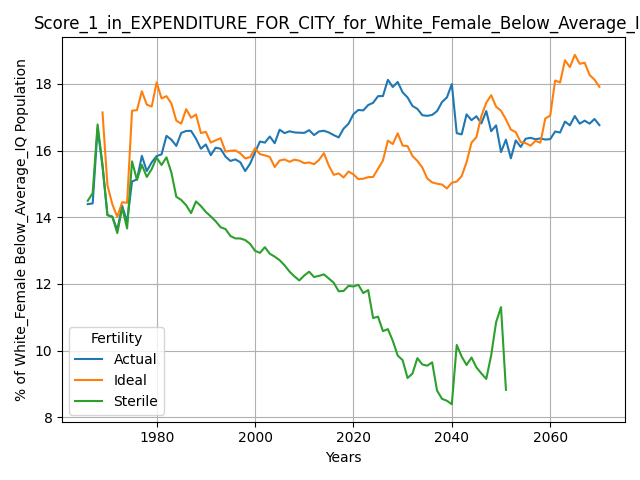 Score_1_in_EXPENDITURE_FOR_CITY_for_White_Female_Below_Average_I
% of White_Female Below_Average_IQ Population
18
16
14
12
10
8
Fertility
Actual
Ideal
Sterile
1980
2000
2020
2040
2060
Years